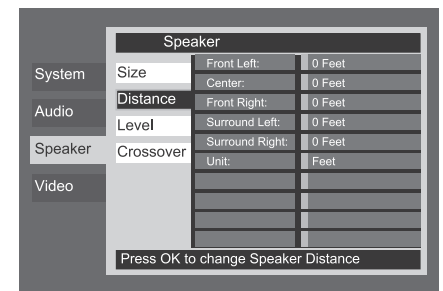 Speaker
System
Audio
Speaker
Video
Size
Distance
Level
Crossover
Front Left: 0 Feet
Center: 0 Feet
Front Right: 0 Feet
Surround Left: 0 Feet
Surround Right: 0 Feet
Unit: Feet
Press OK to change Speaker Distance